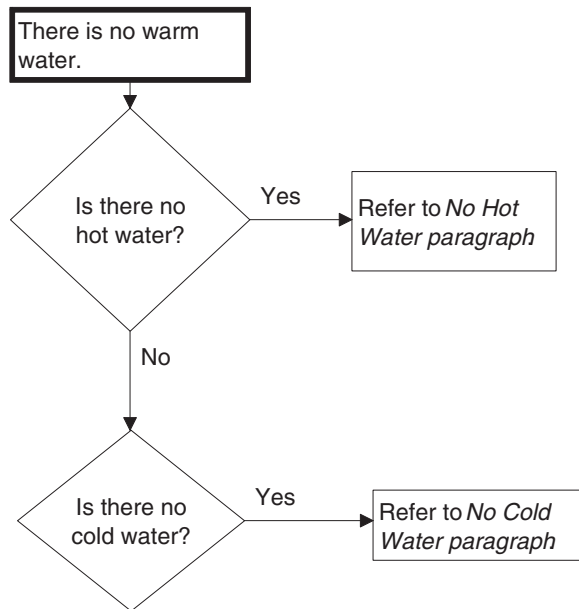 There is no warm
water.
Is there no
hot water?
Yes
Refer to No Hot
Water paragraph
No
Is there no
cold water?
Yes
Refer to No Cold
Water paragraph